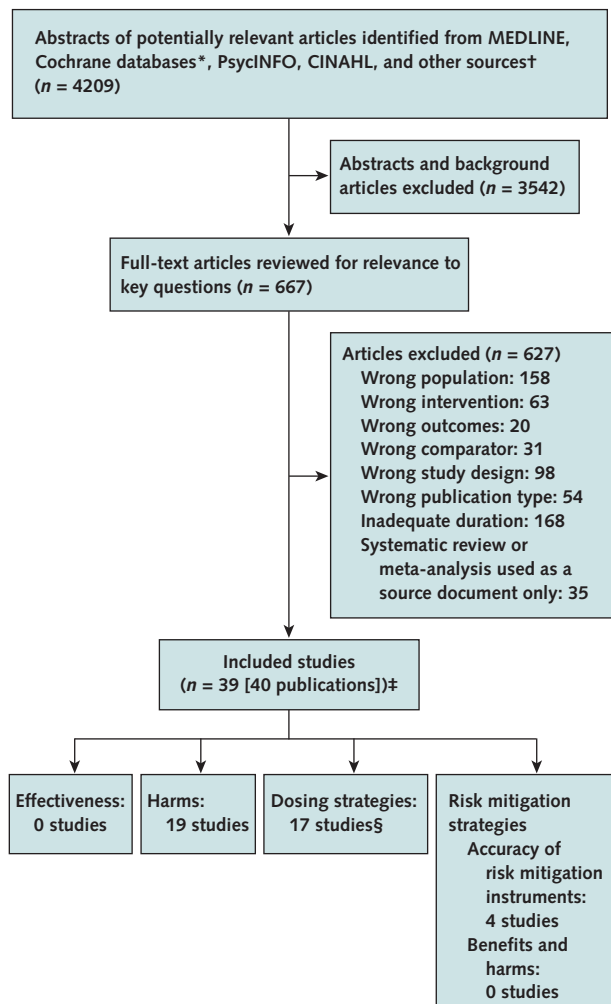 Abstracts of potentially relevant articles identified from MEDLINE,
Cochrane databases*, PsycINFO, CINAHL, and other sources†
(n = 4209)
Abstracts and background
articles excluded (n = 3542)
Full-text articles reviewed for relevance to
key questions (n = 667)
Articles excluded (n = 627)
Wrong population: 158
Wrong intervention: 63
Wrong outcomes: 20
Wrong comparator: 31
Wrong study design: 98
Wrong publication type: 54
Inadequate duration: 168
Systematic review or
meta-analysis used as a
source document only: 35
Included studies
(n = 39 [40 publications])‡
Effectiveness:
0 studies
Harms:
19 studies
Dosing strategies:
17 studies§
Risk mitigation
strategies
Accuracy of
risk mitigation
instruments:
4 studies
Benefits and
harms:
0 studies